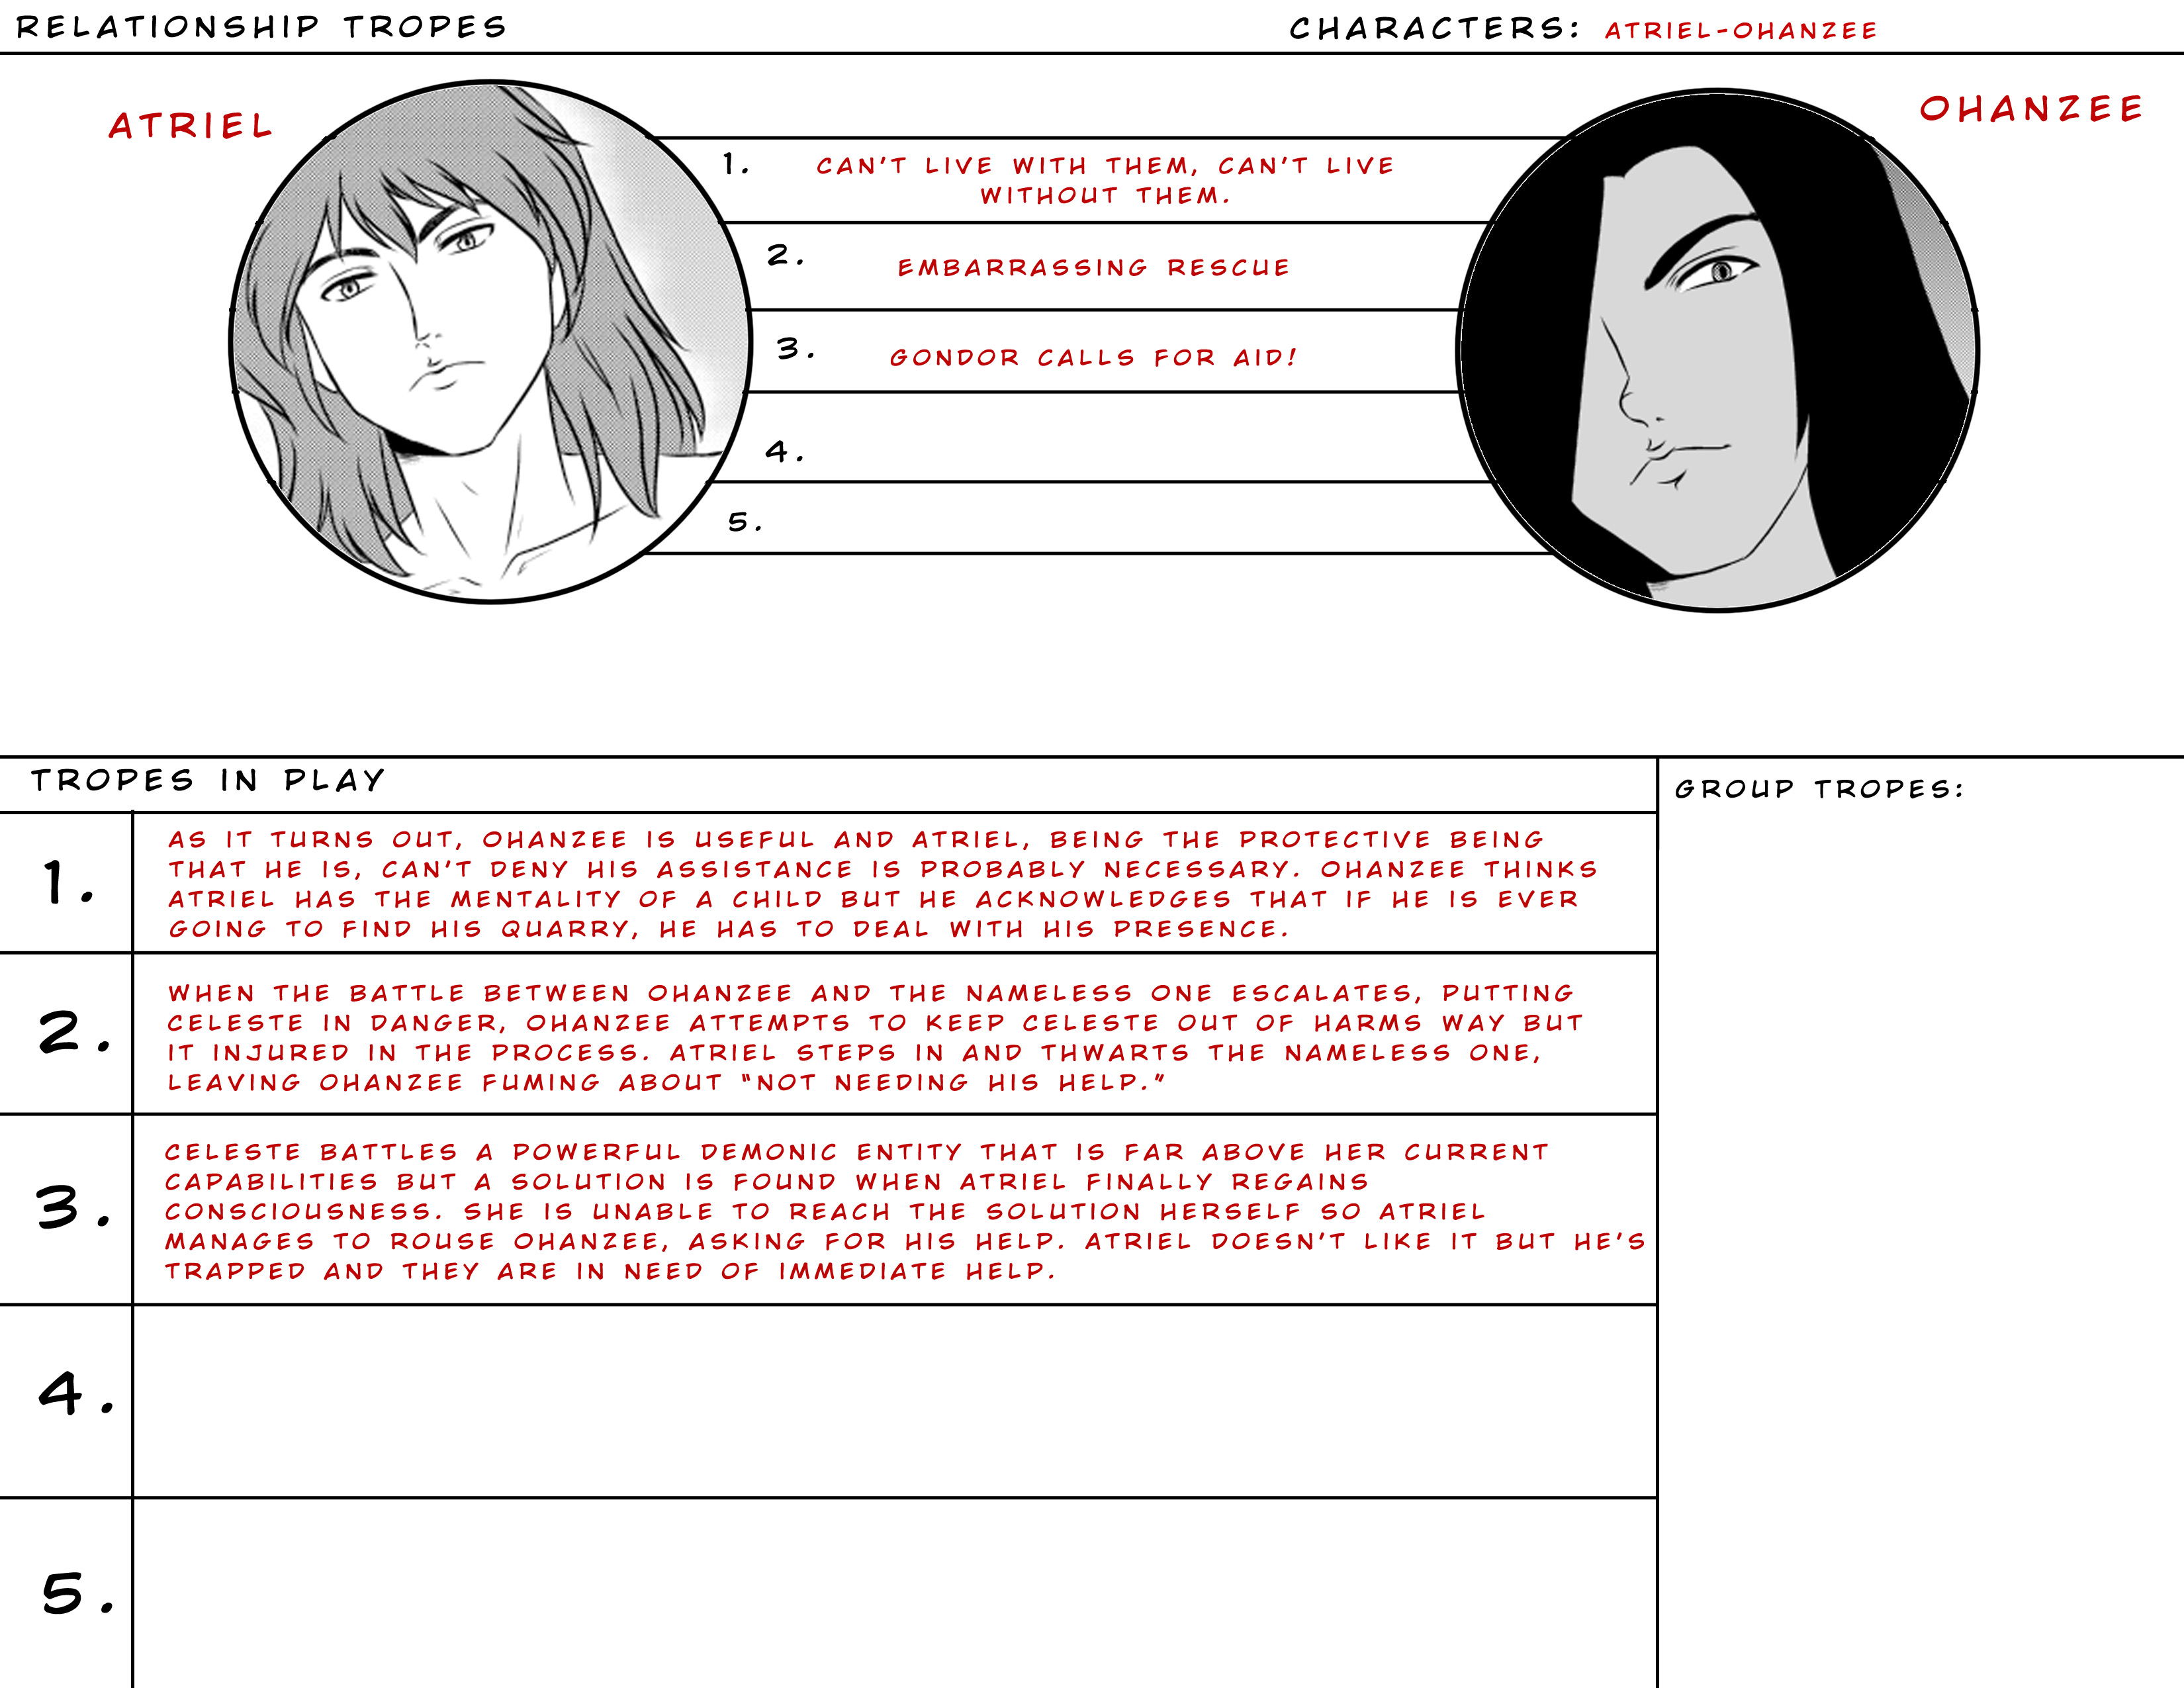 RELATIONSHIP TROPES
CHARACTERS: ATRIEL-OHANZEE
ATRIEL
OHANZEE
1. CAN'T LIVE WITH THEM, CAN'T LIVE
WITHOUT THEM.
2. EMBARRASSING RESCUE
3. GONDOR CALLS FOR AID!
4.
5.
TROPES IN PLAY
GROUP TROPES:
1.
AS IT TURNS OUT, OHANZEE IS USEFUL AND ATRIEL, BEING THE PROTECTIVE BEING
THAT HE IS, CAN'T DENY HIS ASSISTANCE IS PROBABLY NECESSARY. OHANZEE THINKS
ATRIEL HAS THE MENTALITY OF A CHILD BUT HE ACKNOWLEDGES THAT IF HE IS EVER
GOING TO FIND HIS QUARRY, HE HAS TO DEAL WITH HIS PRESENCE.
2.
WHEN THE BATTLE BETWEEN OHANZEE AND THE NAMELESS ONE ESCALATES, PUTTING
CELESTE IN DANGER, OHANZEE ATTEMPTS TO KEEP CELESTE OUT OF HARMS WAY BUT
IT INJURED IN THE PROCESS. ATRIEL STEPS IN AND THWARTS THE NAMELESS ONE,
LEAVING OHANZEE FUMING ABOUT "NOT NEEDING HIS HELP."
3.
CELESTE BATTLES A POWERFUL DEMONIC ENTITY THAT IS FAR ABOVE HER CURRENT
CAPABILITIES BUT A SOLUTION IS FOUND WHEN ATRIEL FINALLY REGAINS
CONSCIOUSNESS. SHE IS UNABLE TO REACH THE SOLUTION HERSELF SO ATRIEL
MANAGES TO ROUSE OHANZEE, ASKING FOR HIS HELP. ATRIEL DOESN'T LIKE IT BUT HE'S
TRAPPED AND THEY ARE IN NEED OF IMMEDIATE HELP.
4.
5.